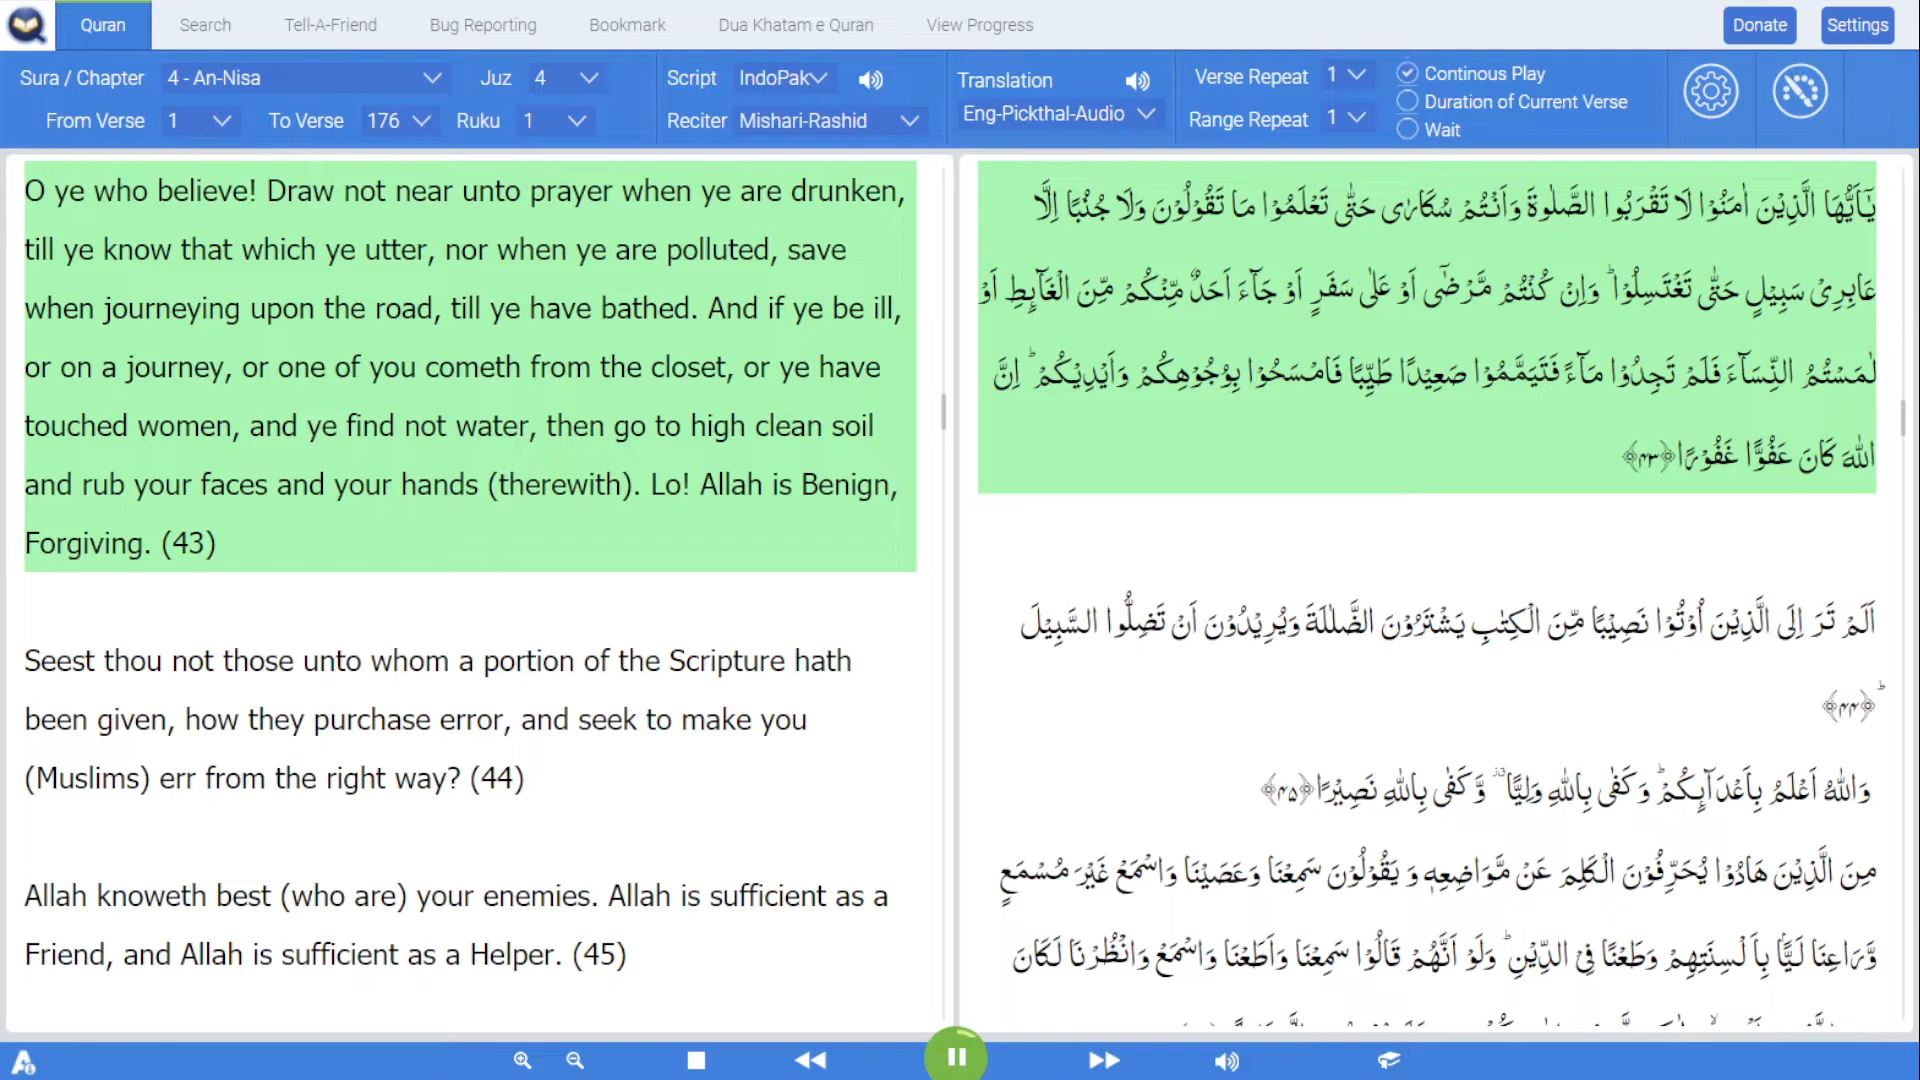 Quran Search Tell-A-Friend Bug Reporting Bookmark Dua Khatam e Quran View Progress Donate Settings
Sura / Chapter 4 - An-Nisa Juz 4
From Verse 1 To Verse 176 Ruku 1
Script IndoPak
Reciter Mishari-Rashid
Translation
Eng-Pickthal-Audio
Verse Repeat 1
Range Repeat 1
Continous Play
Duration of Current Verse
Wait
O ye who believe! Draw not near unto prayer when ye are drunken,
till ye know that which ye utter, nor when ye are polluted, save
when journeying upon the road, till ye have bathed. And if ye be ill,
or on a journey, or one of you cometh from the closet, or ye have
touched women, and ye find not water, then go to high clean soil
and rub your faces and your hands (therewith). Lo! Allah is Benign,
Forgiving. (43)
Seest thou not those unto whom a portion of the Scripture hath
been given, how they purchase error, and seek to make you
(Muslims) err from the right way? (44)
Allah knoweth best (who are) your enemies. Allah is sufficient as a
Friend, and Allah is sufficient as a Helper. (45)
يٰۤاَيُّهَا الَّذِيْنَ اٰمَنُوْا لَا تَقْرَبُوا الصَّلٰوةَ وَاَنْتُمْ سُكَارٰى حَتّٰى تَعْلَمُوْا مَا تَقُوْلُوْنَ وَلَا جُنُبًا اِلَّا
عَابِرِىْ سَبِيْلٍ حَتّٰى تَغْتَسِلُوْا‌ ؕ وَاِنْ كُنْتُمْ مَّرْضٰۤى اَوْ عَلٰى سَفَرٍ اَوْ جَآءَ اَحَدٌ مِّنْكُمْ مِّنَ الْغَآٮِٕطِ اَوْ
لٰمَسْتُمُ النِّسَآءَ فَلَمْ تَجِدُوْا مَآءً فَتَيَمَّمُوْا صَعِيْدًا طَيِّبًا فَامْسَحُوْا بِوُجُوْهِكُمْ وَاَيْدِيْكُمْ‌ ؕ اِنَّ
اللّٰهَ كَانَ عَفُوًّا غَفُوْرًا‏ ﴿۴۳﴾
اَلَمْ تَرَ اِلَى الَّذِيْنَ اُوْتُوْا نَصِيْبًا مِّنَ الْكِتٰبِ يَشْتَرُوْنَ الضَّلٰلَةَ وَيُرِيْدُوْنَ اَنْ تَضِلُّوا السَّبِيْلَ
ؕ ﴿۴۴﴾
وَاللّٰهُ اَعْلَمُ بِاَعْدَآٮِٕكُمْ‌ؕ وَكَفٰى بِاللّٰهِ وَلِيًّا ۙ وَّكَفٰى بِاللّٰهِ نَصِيْرًا‏ ﴿۴۵﴾
مِنَ الَّذِيْنَ هَادُوْا يُحَرِّفُوْنَ الْكَلِمَ عَنْ مَّوَاضِعِهٖ وَ يَقُوْلُوْنَ سَمِعْنَا وَعَصَيْنَا وَاسْمَعْ غَيْرَ مُسْمَعٍ
وَّرَاعِنَا لَـيًّۢا بِاَ لْسِنَتِهِمْ وَطَعْنًا فِىْ الدِّيْنِ‌ ؕ وَلَوْ اَنَّهُمْ قَالُوْا سَمِعْنَا وَاَطَعْنَا وَاسْمَعْ وَانْظُرْنَا لَـكَانَ